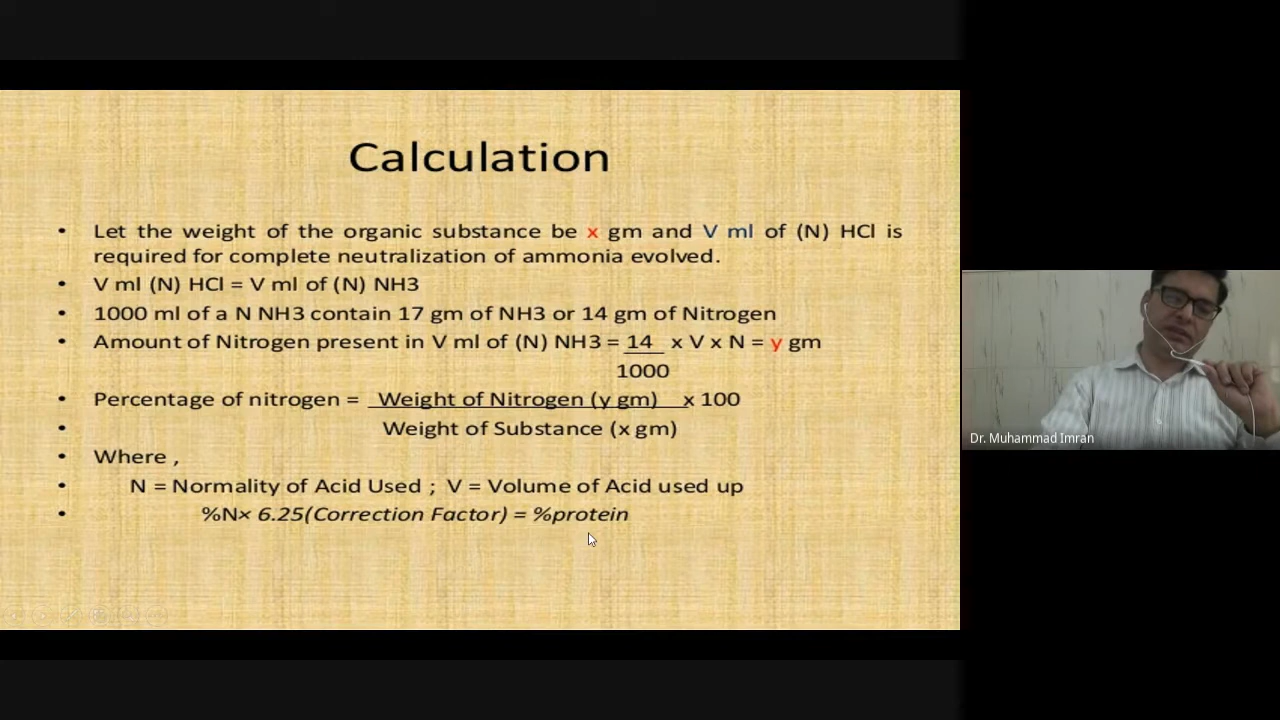 Calculation
• Let the weight of the organic substance be x gm and V ml of (N) HCl is
required for complete neutralization of ammonia evolved.
• V ml (N) HCl = V ml of (N) NH3
• 1000 ml of a N NH3 contain 17 gm of NH3 or 14 gm of Nitrogen
• Amount of Nitrogen present in V ml of (N) NH3 = 14 x V x N = y gm
1000
• Percentage of nitrogen = Weight of Nitrogen (y gm) x 100
• Weight of Substance (x gm)
• Where ,
• N = Normality of Acid Used ; V = Volume of Acid used up
• %N× 6.25(Correction Factor) = %protein
Dr. Muhammad Imran